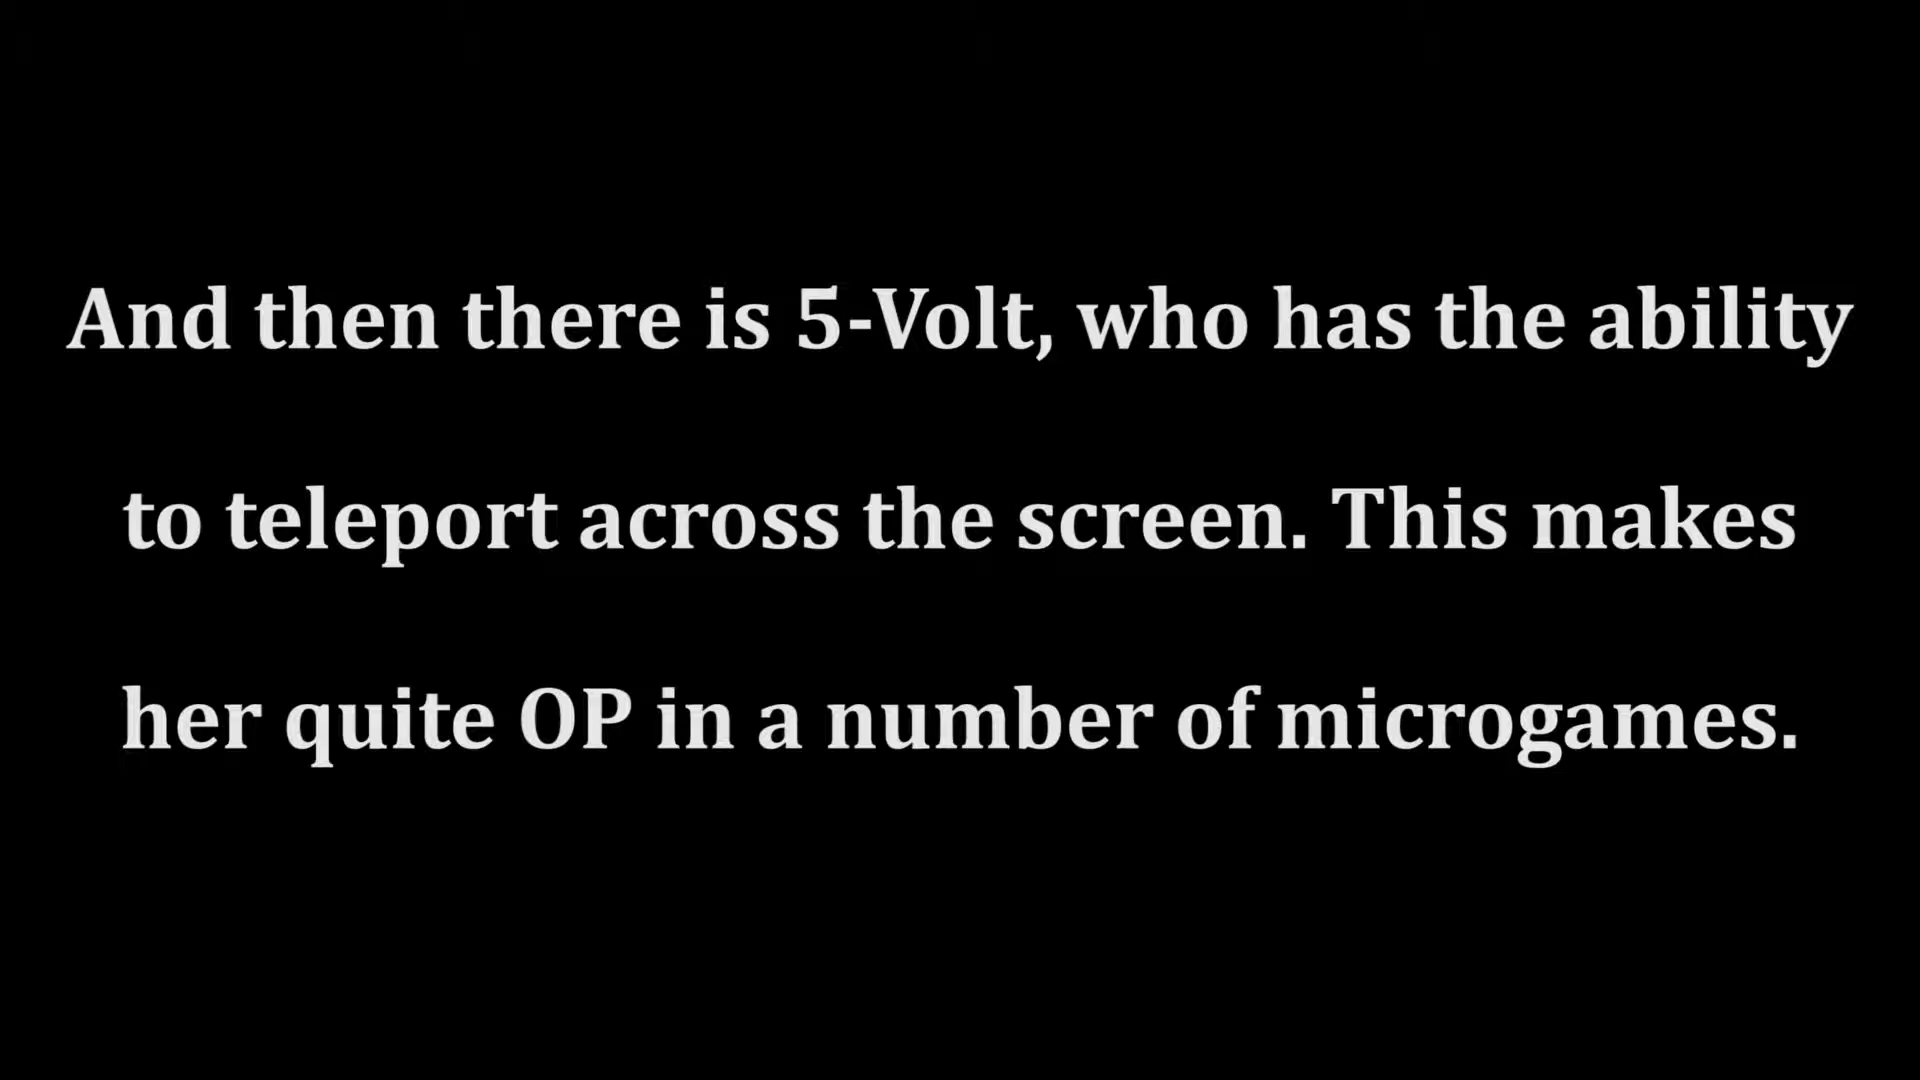 And then there is 5-Volt, who has the ability
to teleport across the screen. This makes
her quite OP in a number of microgames.